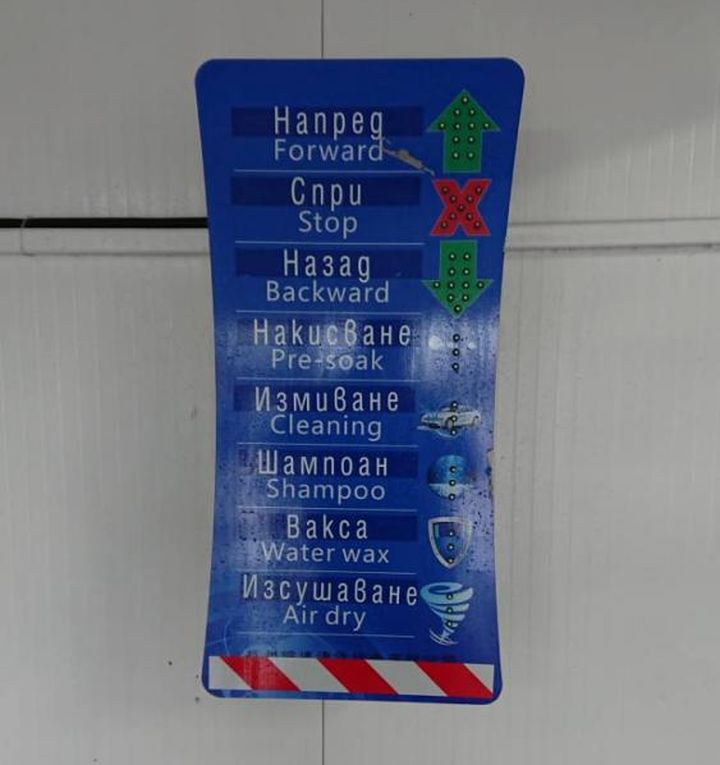 Напред
Forward
Спри
Stop
Назад
Backward
Накисване
Pre-soak
Измиване
Cleaning
Шампоан
Shampoo
Вакса
Water wax
Изсушаване
Air dry